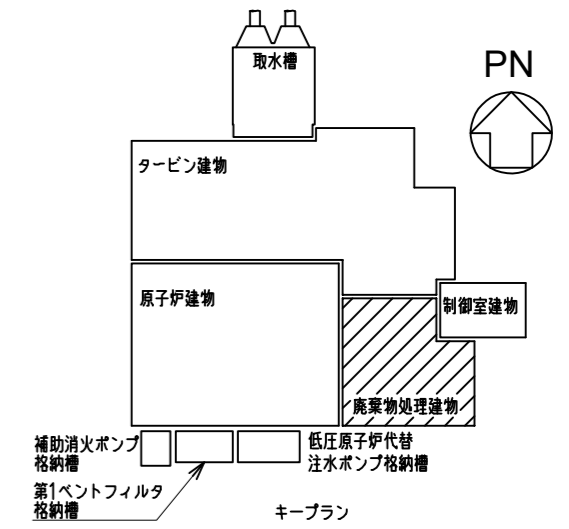 取水槽
PN
タービン建物
原子炉建物
制御室建物
廃棄物処理建物
補助消火ポンプ
格納槽
低圧原子炉代替
注水ポンプ格納槽
第1ベントフィルタ
格納槽
キープラン